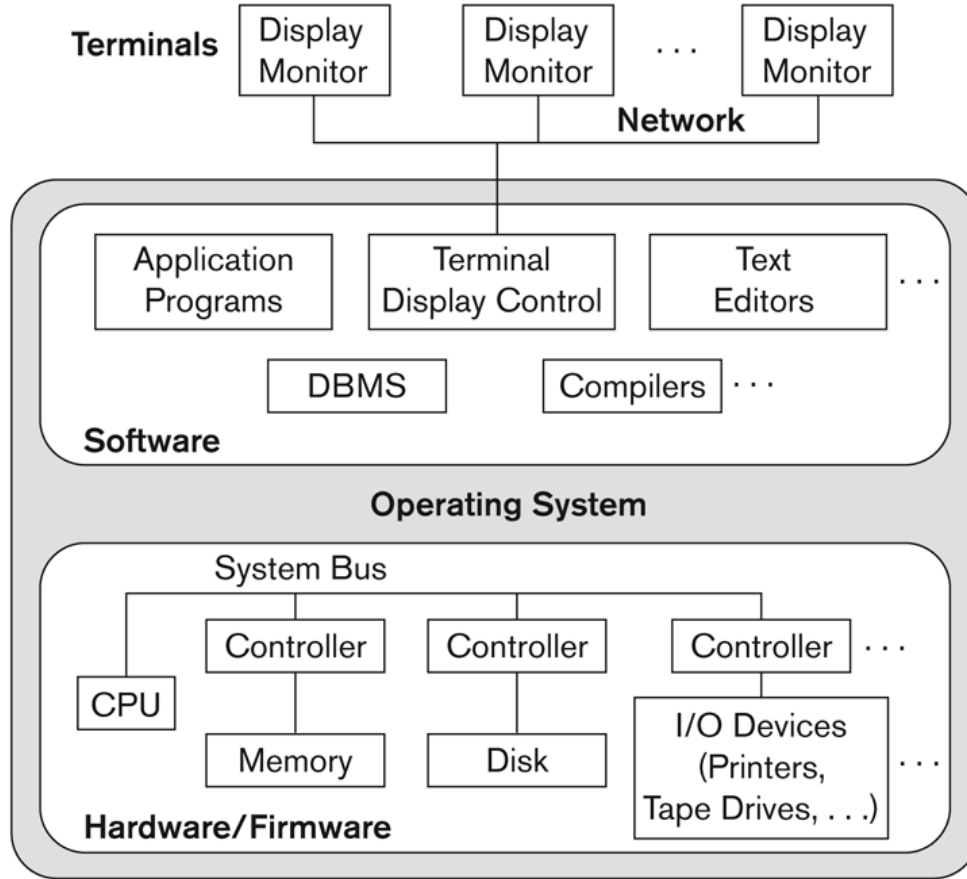 Terminals
Display
Monitor
Display
Monitor
. . .
Display
Monitor
Network
Application
Programs
Terminal
Display Control
Text
Editors
. . .
DBMS
Compilers
. . .
Software
Operating System
System Bus
Controller
Controller
Controller
. . .
CPU
Memory
Disk
I/O Devices
(Printers,
Tape Drives, . . .)
. . .
Hardware/Firmware